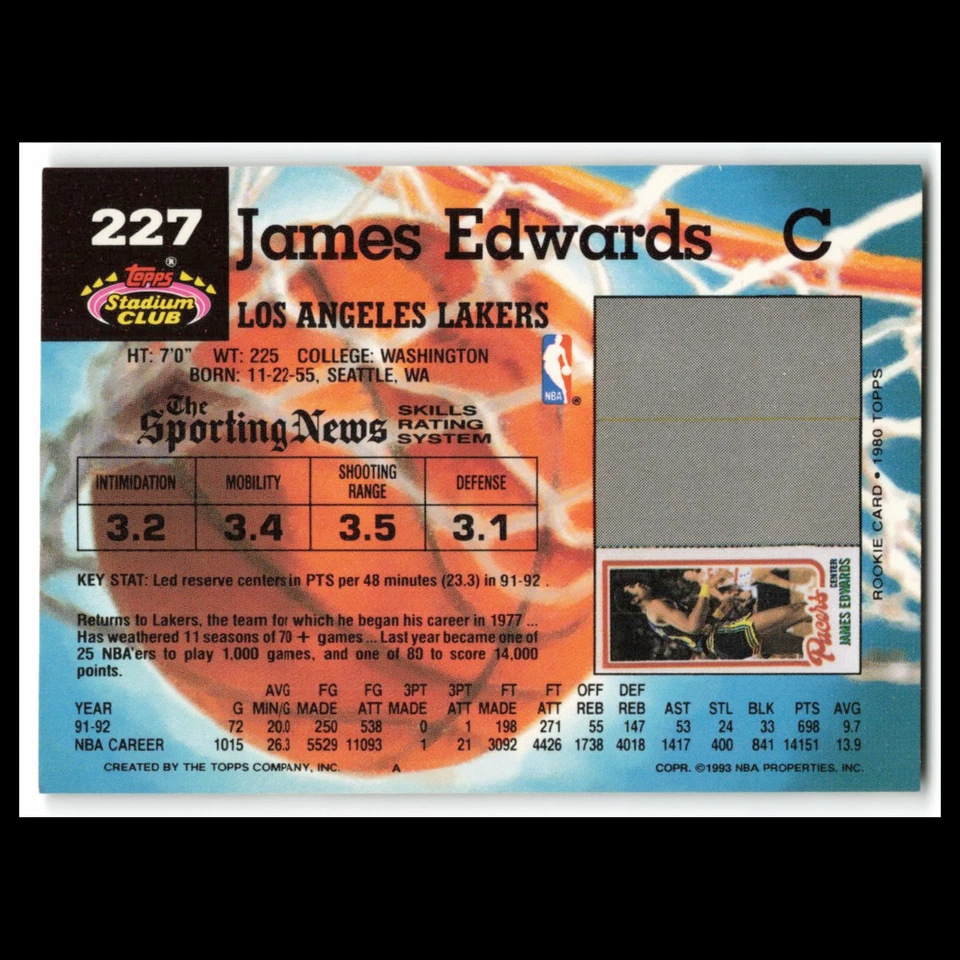 227
James Edwards C
Topps ®
Stadium
CLUB
LOS ANGELES LAKERS
HT: 7'0" WT: 225 COLLEGE: WASHINGTON
BORN: 11-22-55, SEATTLE, WA
NBA ®
The
Sporting News
SKILLS
RATING
SYSTEM
INTIMIDATION MOBILITY SHOOTING RANGE DEFENSE
3.2 3.4 3.5 3.1
KEY STAT: Led reserve centers in PTS per 48 minutes (23.3) in 91-92 .
Returns to Lakers, the team for which he began his career in 1977 ...
Has weathered 11 seasons of 70 + games ... Last year became one of
25 NBA'ers to play 1,000 games, and one of 80 to score 14,000
points.
ROOKIE CARD • 1980 TOPPS
Pacers
CENTER
JAMES EDWARDS
AVG FG FG 3PT 3PT FT FT OFF DEF
YEAR G MIN/G MADE ATT MADE ATT MADE ATT REB REB AST STL BLK PTS AVG
91-92 72 20.0 250 538 0 1 198 271 55 147 53 24 33 698 9.7
NBA CAREER 1015 26.3 5529 11093 1 21 3092 4426 1738 4018 1417 400 841 14151 13.9
CREATED BY THE TOPPS COMPANY, INC. A COPR. ©1993 NBA PROPERTIES, INC.